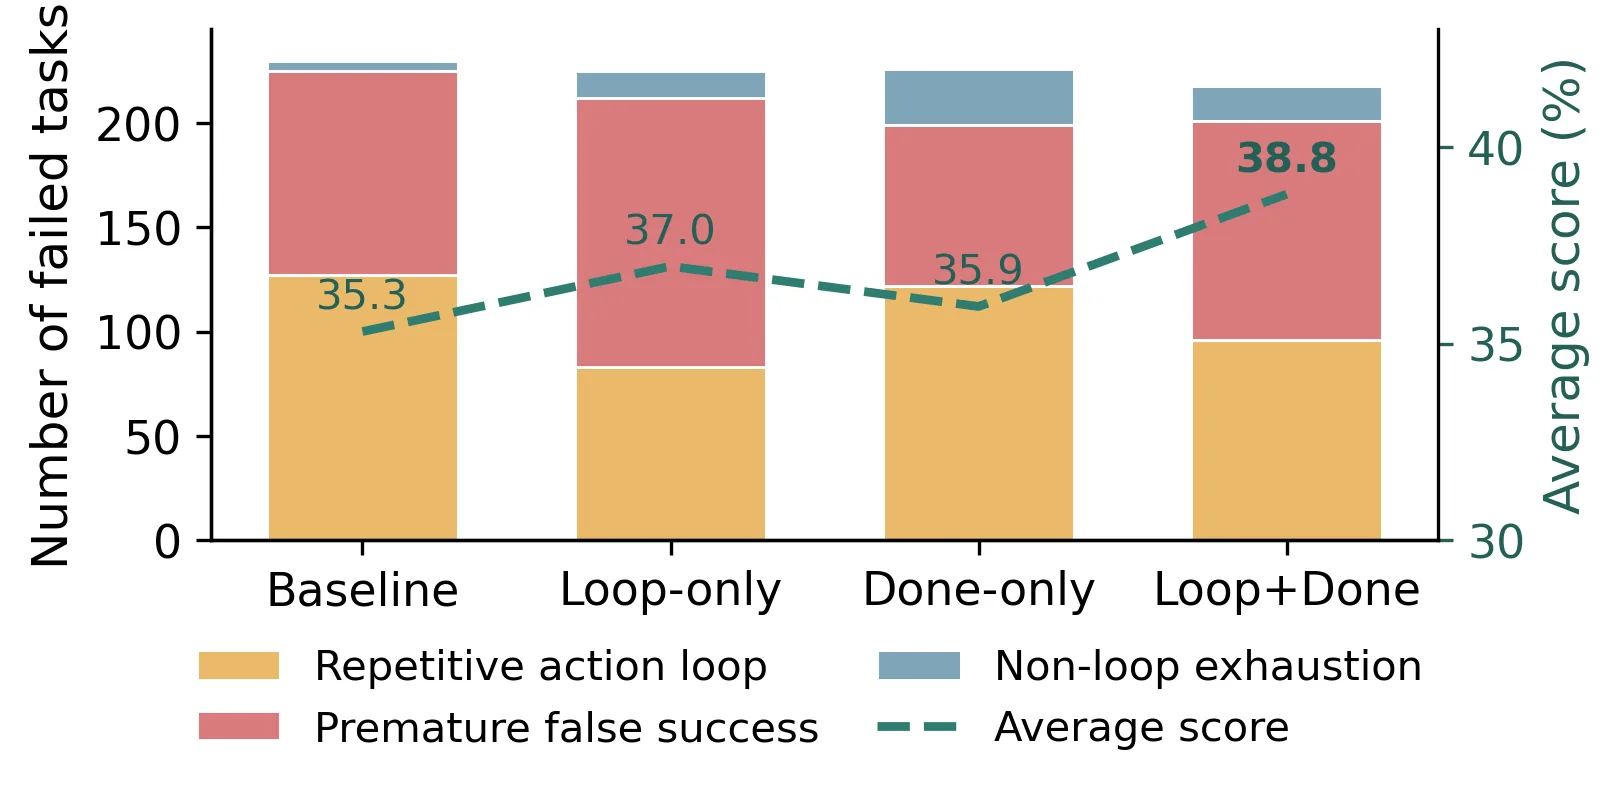 Number of failed tasks
200
150
100
50
0
35.3
37.0
35.9
38.8
40
35
30
Average score (%)
Baseline
Loop-only
Done-only
Loop+Done
Repetitive action loop
Premature false success
Non-loop exhaustion
Average score